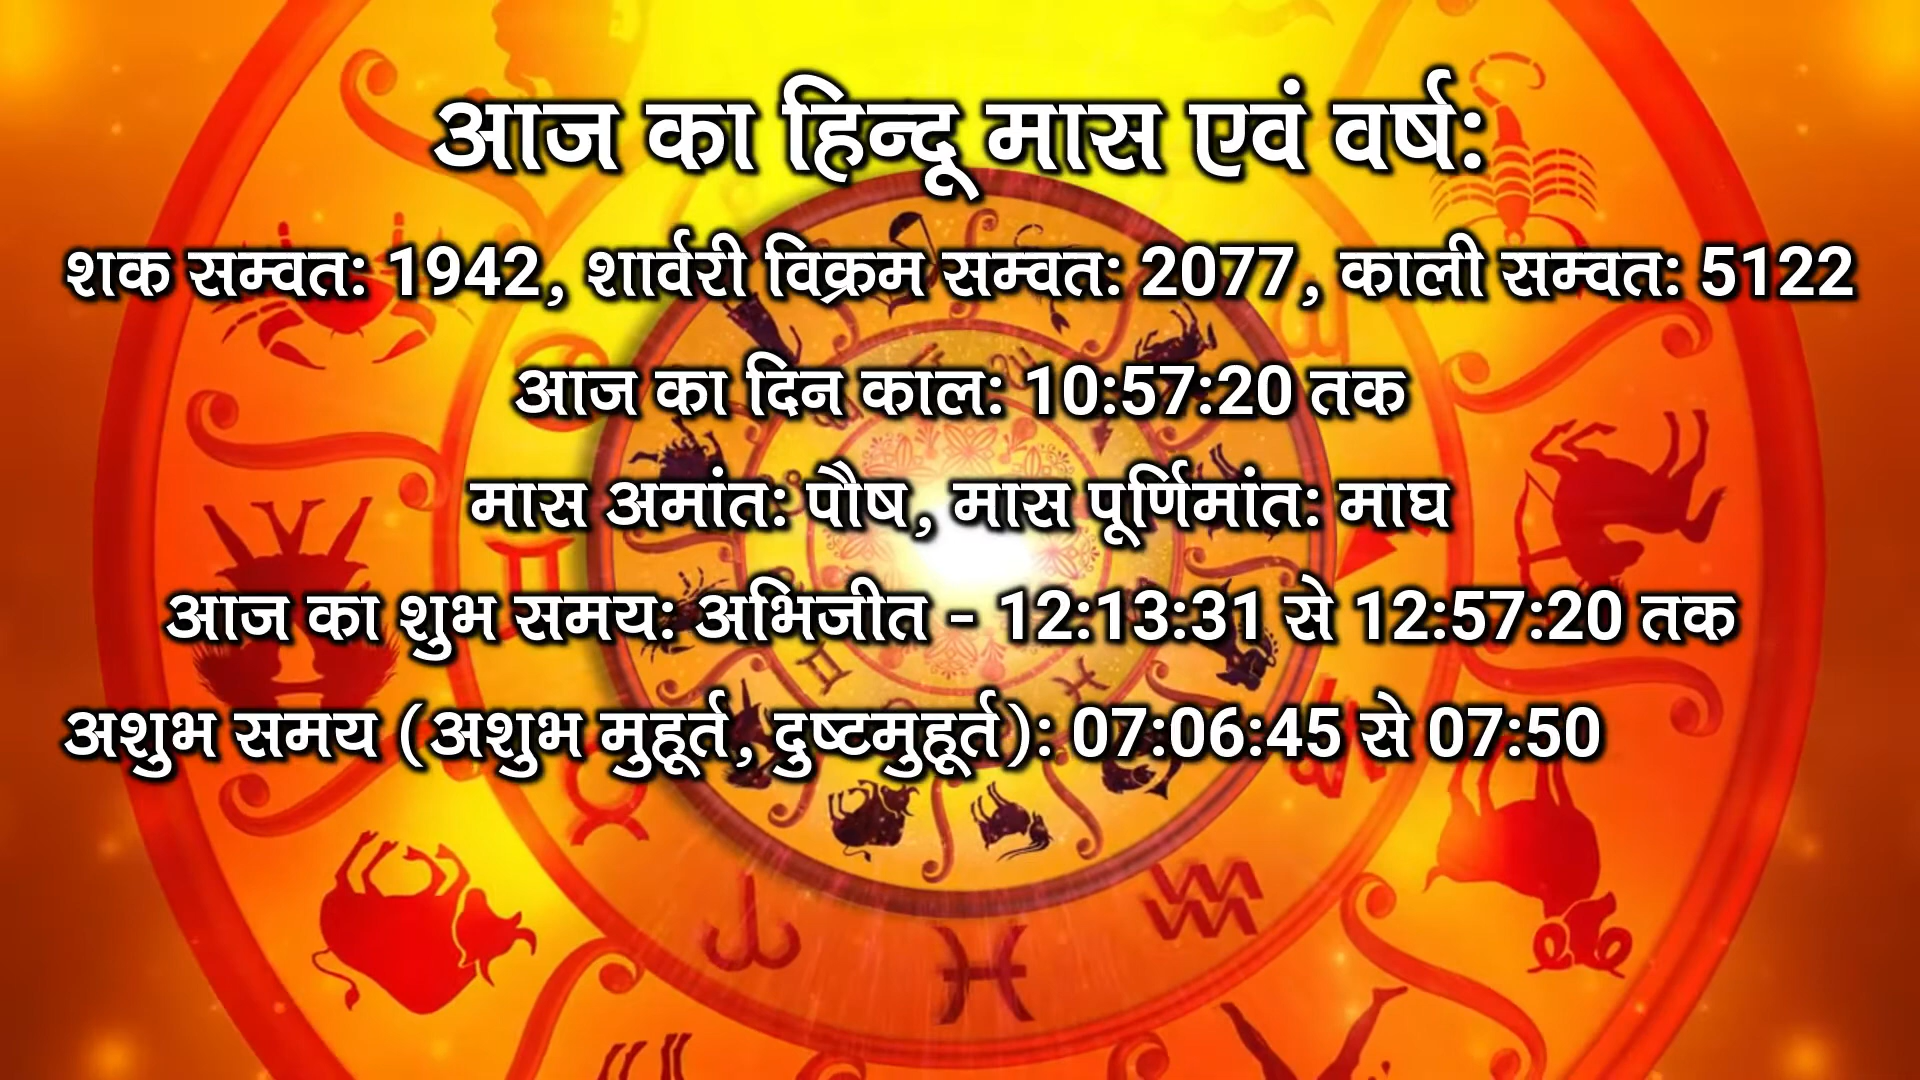 आज का हिन्दू मास एवं वर्ष:
शक सम्वत: 1942, शार्वरी विक्रम सम्वत: 2077, काली सम्वत: 5122
आज का दिन काल: 10:57:20 तक
मास अमांत: पौष, मास पूर्णिमांत: माघ
आज का शुभ समय: अभिजीत - 12:13:31 से 12:57:20 तक
अशुभ समय (अशुभ मुहूर्त, दुष्टमुहूर्त): 07:06:45 से 07:50